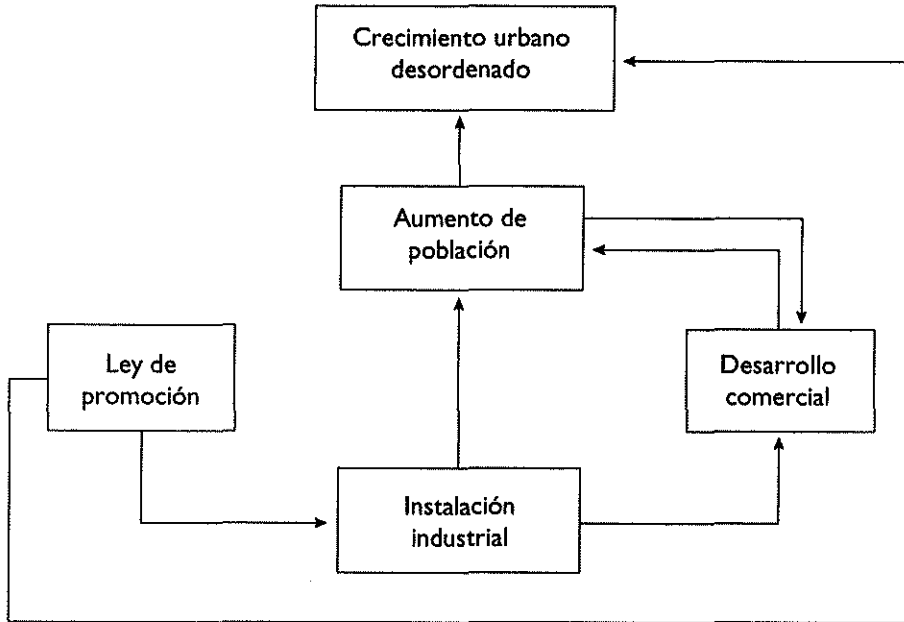 Crecimiento urbano
desordenado
Aumento de
población
Ley de
promoción
Desarrollo
comercial
Instalación
industrial